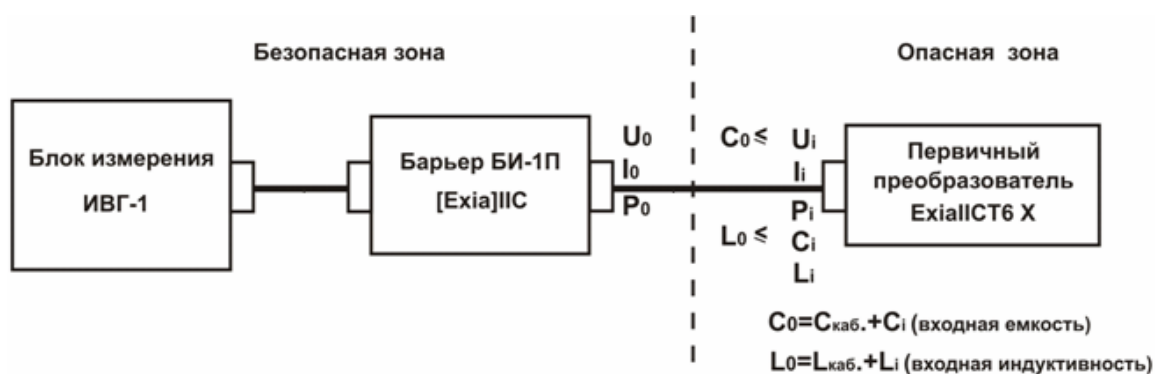 Безопасная зона
Опасная зона
Блок измерения
ИВГ-1
Барьер БИ-1П
[Exia]IIC
U0
I0
P0
C0 ≤
L0 ≤
Ui
Ii
Pi
Ci
Li
Первичный
преобразователь
ExiaIICT6 X
C0=Cкаб.+Ci (входная емкость)
L0=Lкаб.+Li (входная индуктивность)